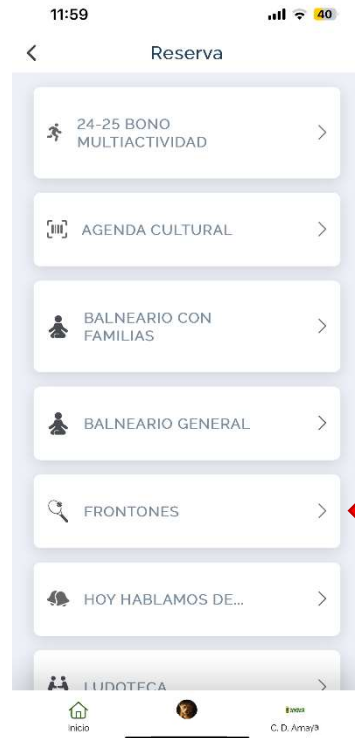 11:59
40
Reserva
24-25 BONO
MULTIACTIVIDAD
AGENDA CULTURAL
BALNEARIO CON
FAMILIAS
BALNEARIO GENERAL
FRONTONES
HOY HABLAMOS DE...
LUDOTECA
Inicio
C. D. Amaya